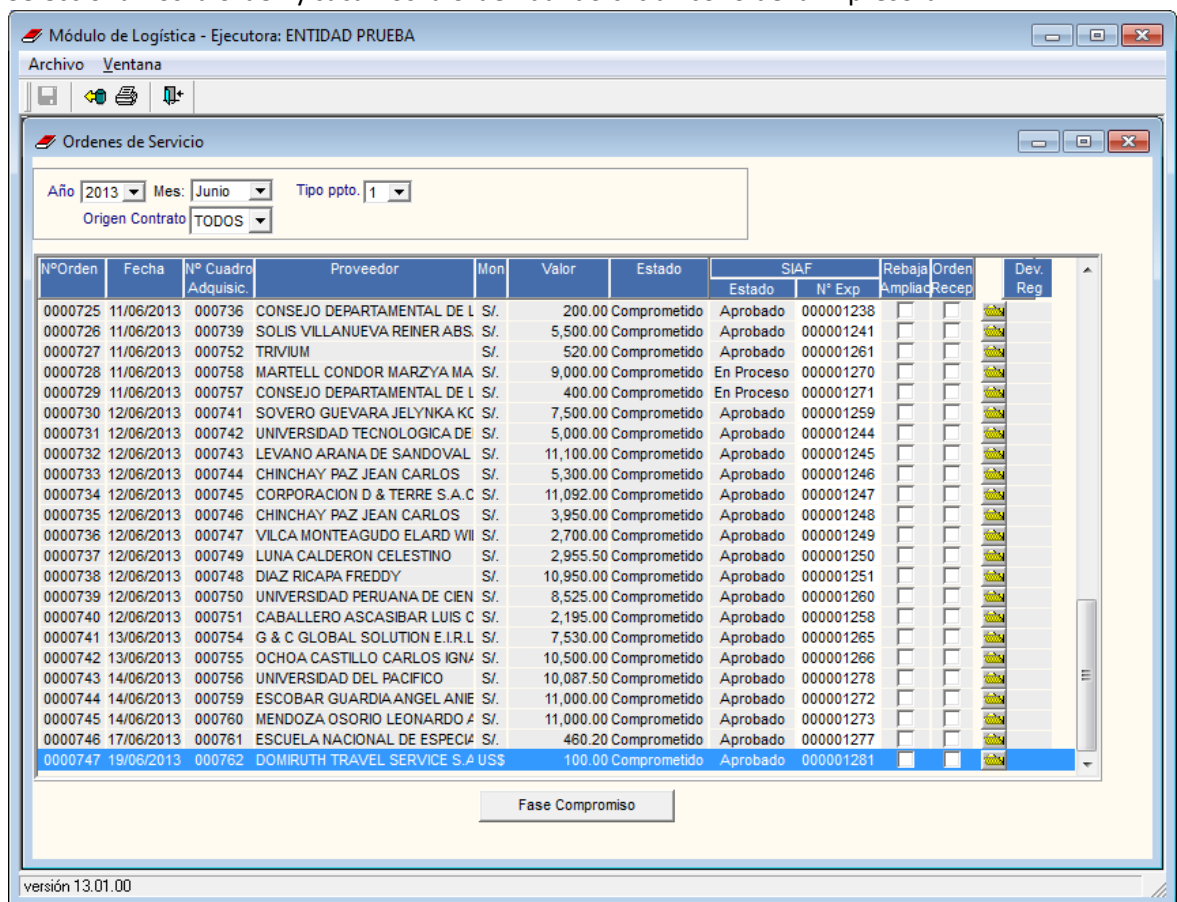 Módulo de Logística - Ejecutora: ENTIDAD PRUEBA
Archivo Ventana
Ordenes de Servicio
Año 2013 Mes: Junio Tipo ppto. 1
Origen Contrato TODOS
NºOrden Fecha Nº Cuadro Proveedor Mon Valor Estado SIAF Rebaja Orden Dev.
Adquisic. Estado N° Exp Ampliac Recep Reg
0000725 11/06/2013 000736 CONSEJO DEPARTAMENTAL DE L S/. 200.00 Comprometido Aprobado 000001238
0000726 11/06/2013 000739 SOLIS VILLANUEVA REINER ABS. S/. 5,500.00 Comprometido Aprobado 000001241
0000727 11/06/2013 000752 TRIVIUM S/. 520.00 Comprometido Aprobado 000001261
0000728 11/06/2013 000758 MARTELL CONDOR MARZYA MA S/. 9,000.00 Comprometido En Proceso 000001270
0000729 11/06/2013 000757 CONSEJO DEPARTAMENTAL DE L S/. 400.00 Comprometido En Proceso 000001271
0000730 12/06/2013 000741 SOVERO GUEVARA JELYNKA KC S/. 7,500.00 Comprometido Aprobado 000001259
0000731 12/06/2013 000742 UNIVERSIDAD TECNOLOGICA DE S/. 5,000.00 Comprometido Aprobado 000001244
0000732 12/06/2013 000743 LEVANO ARANA DE SANDOVAL S/. 11,100.00 Comprometido Aprobado 000001245
0000733 12/06/2013 000744 CHINCHAY PAZ JEAN CARLOS S/. 5,300.00 Comprometido Aprobado 000001246
0000734 12/06/2013 000745 CORPORACION D & TERRE S.A.C S/. 11,092.00 Comprometido Aprobado 000001247
0000735 12/06/2013 000746 CHINCHAY PAZ JEAN CARLOS S/. 3,950.00 Comprometido Aprobado 000001248
0000736 12/06/2013 000747 VILCA MONTEAGUDO ELARD WII S/. 2,700.00 Comprometido Aprobado 000001249
0000737 12/06/2013 000749 LUNA CALDERON CELESTINO S/. 2,955.50 Comprometido Aprobado 000001250
0000738 12/06/2013 000748 DIAZ RICAPA FREDDY S/. 10,950.00 Comprometido Aprobado 000001251
0000739 12/06/2013 000750 UNIVERSIDAD PERUANA DE CIEN S/. 8,525.00 Comprometido Aprobado 000001260
0000740 12/06/2013 000751 CABALLERO ASCASIBAR LUIS C S/. 2,195.00 Comprometido Aprobado 000001258
0000741 13/06/2013 000754 G & C GLOBAL SOLUTION E.I.R.L S/. 7,530.00 Comprometido Aprobado 000001265
0000742 13/06/2013 000755 OCHOA CASTILLO CARLOS IGNA S/. 10,500.00 Comprometido Aprobado 000001266
0000743 14/06/2013 000756 UNIVERSIDAD DEL PACIFICO S/. 10,087.50 Comprometido Aprobado 000001278
0000744 14/06/2013 000759 ESCOBAR GUARDIA ANGEL ANIE S/. 11,000.00 Comprometido Aprobado 000001272
0000745 14/06/2013 000760 MENDOZA OSORIO LEONARDO A S/. 11,000.00 Comprometido Aprobado 000001273
0000746 17/06/2013 000761 ESCUELA NACIONAL DE ESPECIA S/. 460.20 Comprometido Aprobado 000001277
0000747 19/06/2013 000762 DOMIRUTH TRAVEL SERVICE S.A US$ 100.00 Comprometido Aprobado 000001281
Fase Compromiso
versión 13.01.00